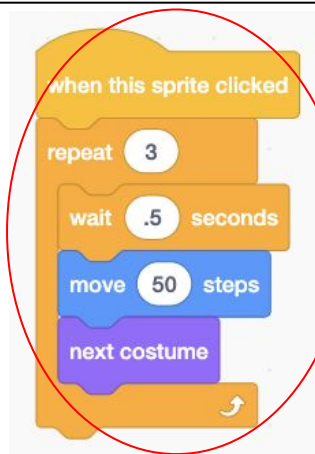 when this sprite clicked
repeat 3
wait .5 seconds
move 50 steps
next costume